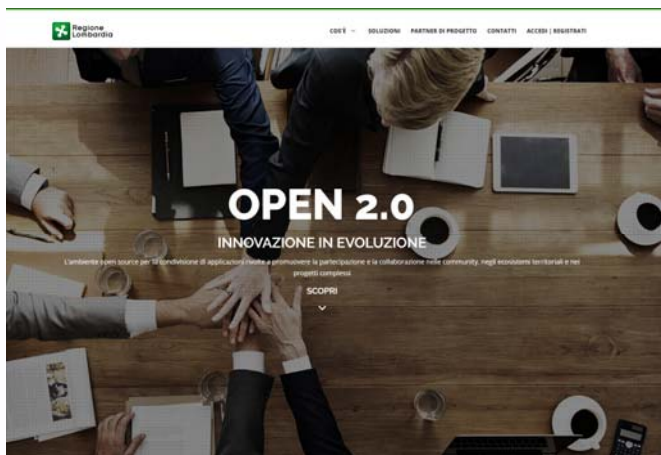 Regione
Lombardia
COS'È
SOLUZIONI
PARTNER DI PROGETTO
CONTATTI
ACCEDI | REGISTRATI
OPEN 2.0
INNOVAZIONE IN EVOLUZIONE
L'ambiente open source per la condivisione di applicazioni rivolte a promuovere la partecipazione e la collaborazione nelle community, negli ecosistemi territoriali e nei
progetti complessi
SCOPRI